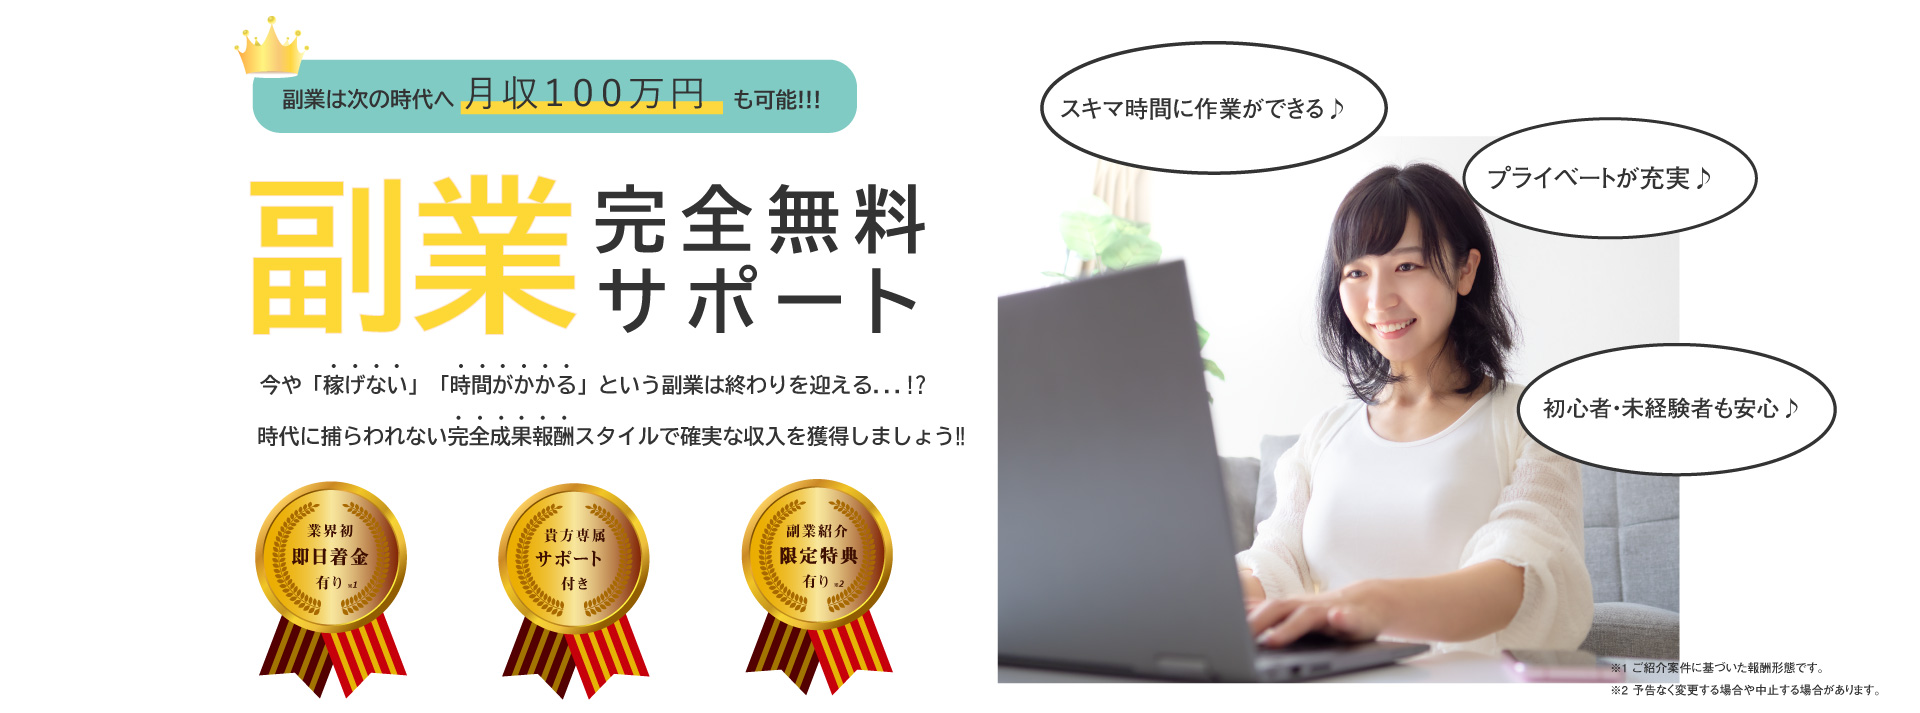 副業は次の時代へ 月収100万円 も可能!!!
副業 完全無料
サポート
今や「稼げない」「時間がかかる」という副業は終わりを迎える...!?
時代に捕らわれない完全成果報酬スタイルで確実な収入を獲得しましょう!!
業界初
即日着金
有り ※1
貴方専属
サポート
付き
副業紹介
限定特典
有り ※2
スキマ時間に作業ができる♪
プライベートが充実♪
初心者・未経験者も安心♪
※1 ご紹介案件に基づいた報酬形態です。
※2 予告なく変更する場合や中止する場合があります。